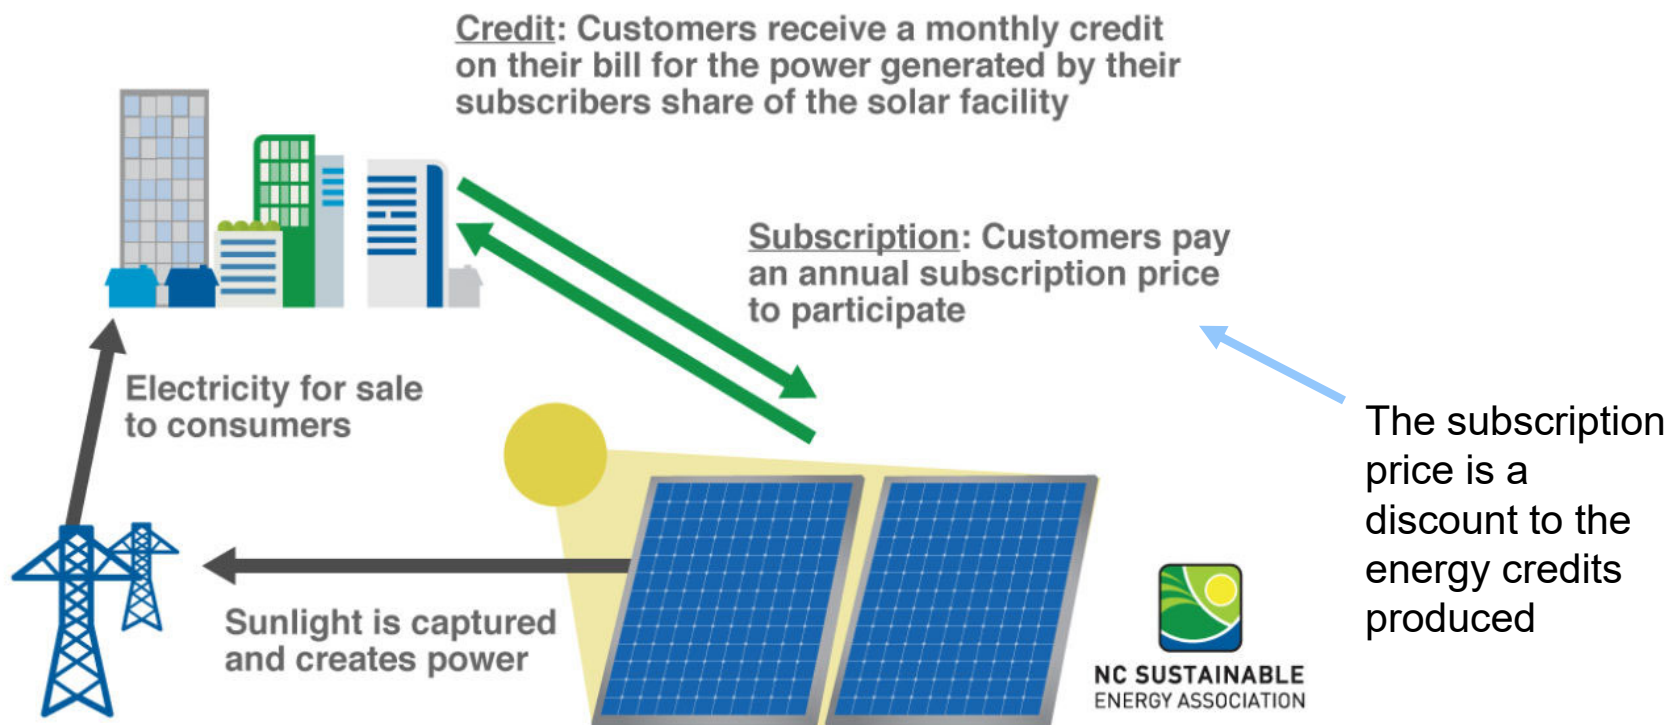 Credit: Customers receive a monthly credit
on their bill for the power generated by their
subscribers share of the solar facility
Subscription: Customers pay
an annual subscription price
to participate
Electricity for sale
to consumers
The subscription
price is a
discount to the
energy credits
produced
Sunlight is captured
and creates power
NC SUSTAINABLE
ENERGY ASSOCIATION